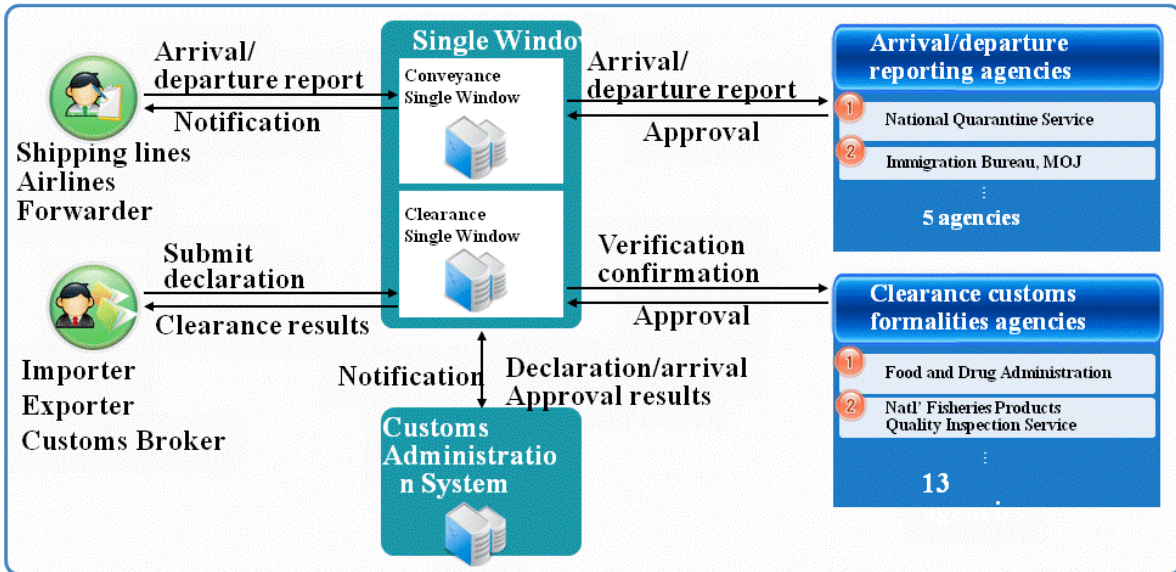 Single Window
Conveyance
Single Window
Clearance
Single Window
Arrival/
departure report
Notification
Shipping lines
Airlines
Forwarder
Submit
declaration
Clearance results
Importer
Exporter
Customs Broker
Arrival/
departure report
Approval
Verification
confirmation
Approval
Notification
Declaration/arrival
Approval results
Customs
Administratio
n System
Arrival/departure
reporting agencies
1
National Quarantine Service
2
Immigration Bureau, MOJ
⋮
5 agencies
Clearance customs
formalities agencies
1
Food and Drug Administration
2
Natl’ Fisheries Products
Quality Inspection Service
⋮
13
.